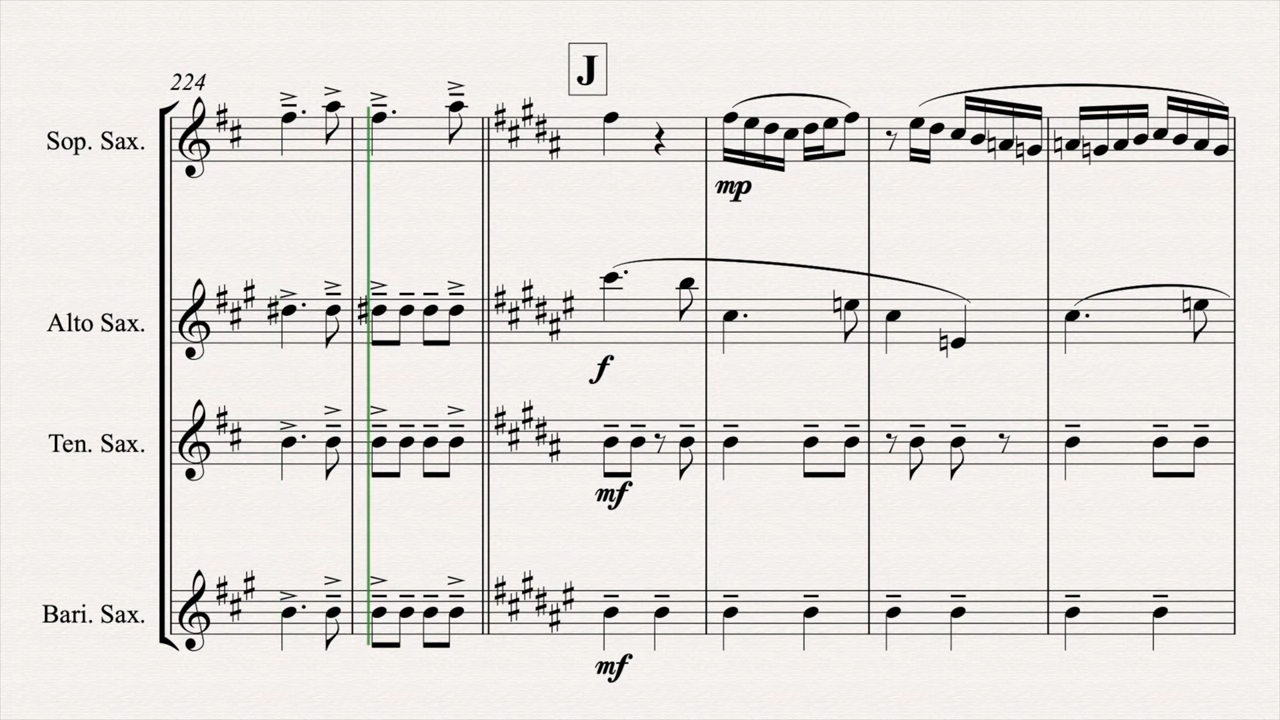 J
224
Sop. Sax.
mp
Alto Sax.
f
Ten. Sax.
mf
Bari. Sax.
mf